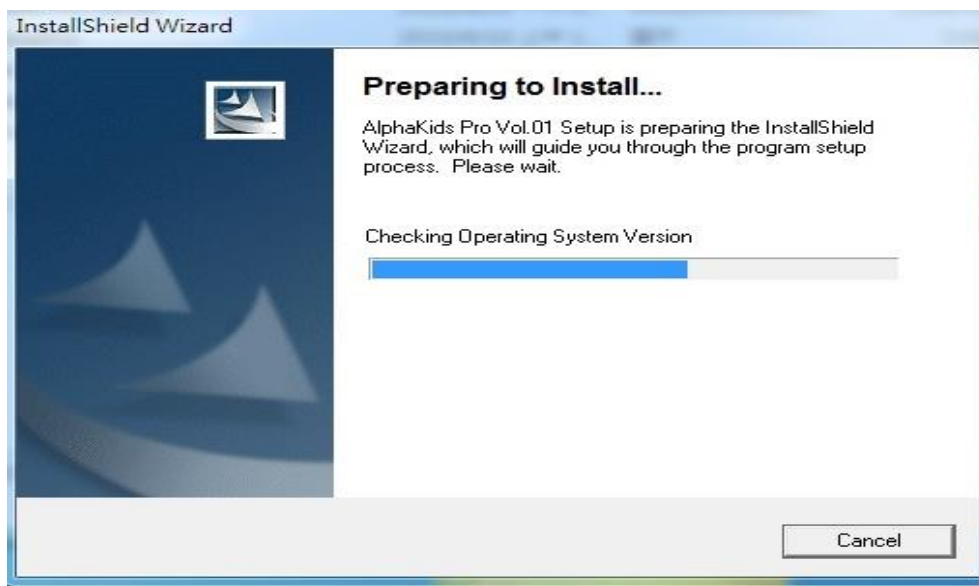 InstallShield Wizard
Preparing to Install...
AlphaKids Pro Vol.01 Setup is preparing the InstallShield
Wizard, which will guide you through the program setup
process.  Please wait.
Checking Operating System Version
Cancel